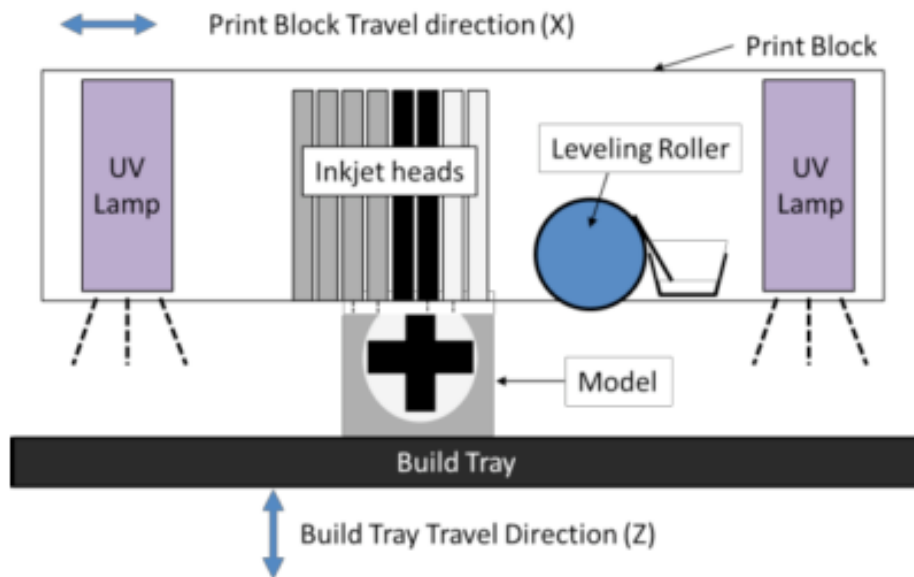 Print Block Travel direction (X)
Print Block
UV
Lamp
Inkjet heads
Leveling Roller
UV
Lamp
Model
Build Tray
Build Tray Travel Direction (Z)